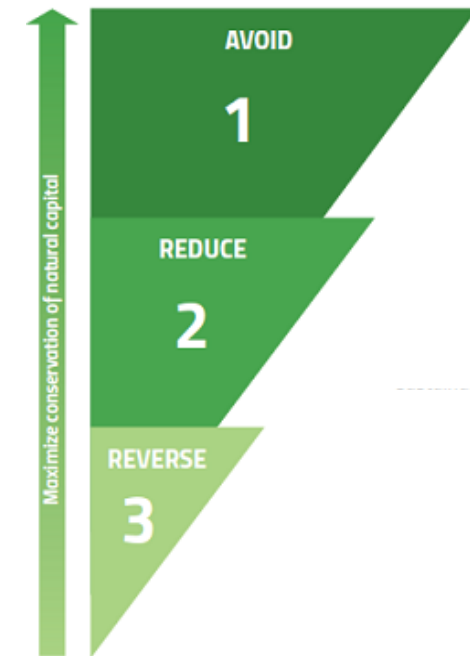 AVOID
1
REDUCE
2
REVERSE
3
Maximize conservation of natural capital